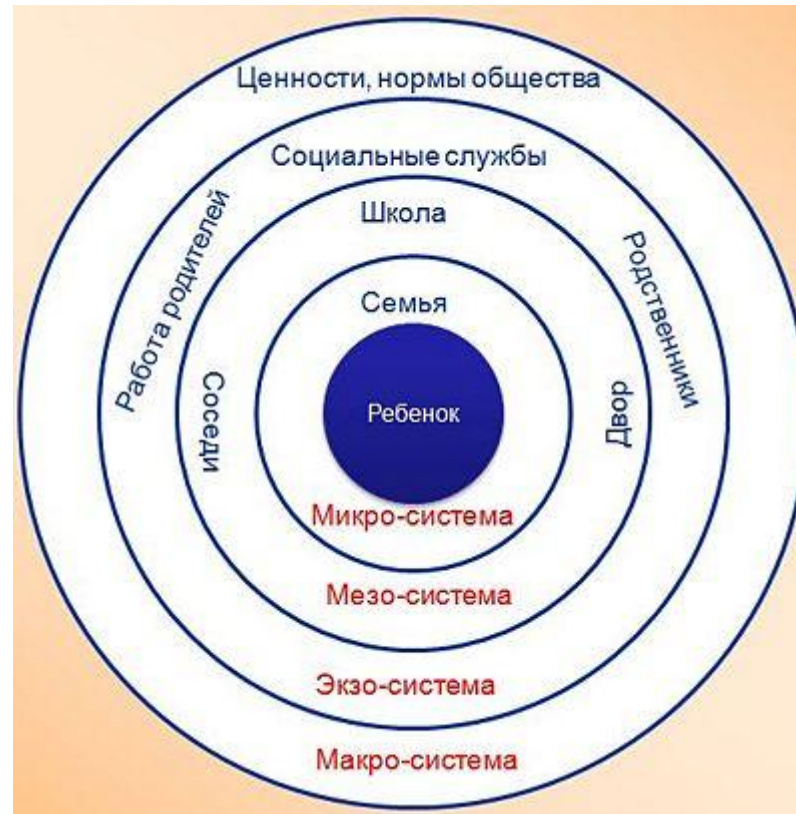 Ценности, нормы общества
Социальные службы
Работа родителей
Родственники
Школа
Соседи
Двор
Семья
Ребенок
Микро-система
Мезо-система
Экзо-система
Макро-система